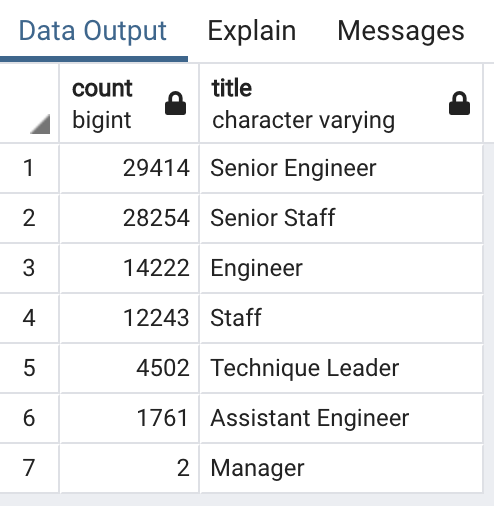 Data Output Explain Messages
count title
bigint character varying
1 29414 Senior Engineer
2 28254 Senior Staff
3 14222 Engineer
4 12243 Staff
5 4502 Technique Leader
6 1761 Assistant Engineer
7 2 Manager